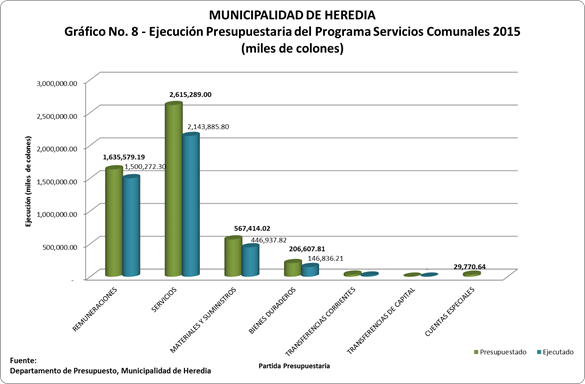 MUNICIPALIDAD DE HEREDIA
Gráfico No. 8 - Ejecución Presupuestaria del Programa Servicios Comunales 2015
(miles de colones)
Ejecución (miles de colones)
3,000,000.00
2,500,000.00
2,000,000.00
1,500,000.00
1,000,000.00
500,000.00
-
1,635,579.19
1,500,272.30
2,615,289.00
2,143,885.80
567,414.02
446,937.82
206,607.81
146,836.21
29,770.64
REMUNERACIONES
SERVICIOS
MATERIALES Y SUMINISTROS
BIENES DURADEROS
TRANSFERENCIAS CORRIENTES
TRANSFERENCIAS DE CAPITAL
CUENTAS ESPECIALES
Partida Presupuestaria
Presupuestado
Ejecutado
Fuente:
Departamento de Presupuesto, Municipalidad de Heredia